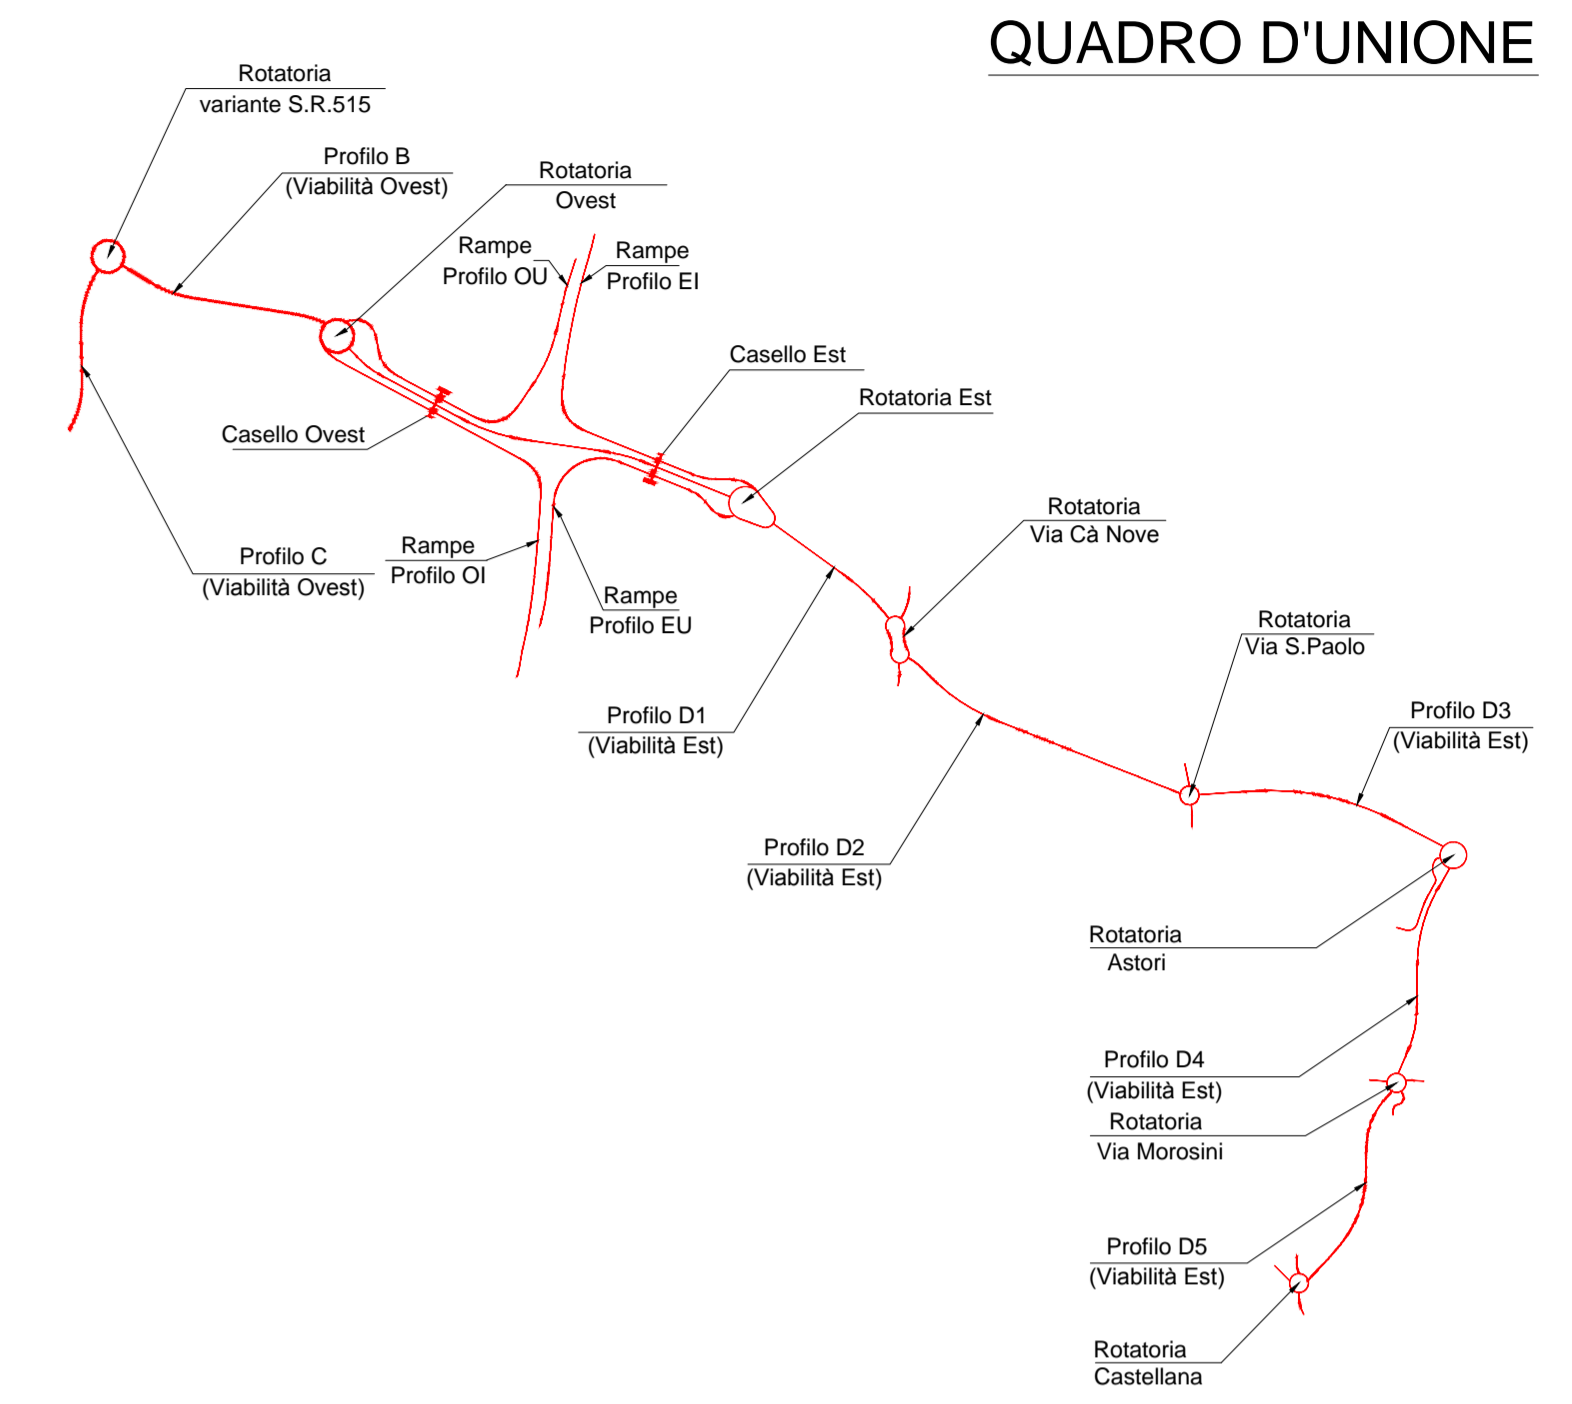 QUADRO D'UNIONE
Rotatoria
variante S.R.515
Profilo B
(Viabilità Ovest)
Rotatoria
Ovest
Rampe
Profilo OU
Rampe
Profilo EI
Casello Est
Rotatoria Est
Casello Ovest
Rotatoria
Via Cà Nove
Profilo C
(Viabilità Ovest)
Rampe
Profilo OI
Rampe
Profilo EU
Rotatoria
Via S.Paolo
Profilo D1
(Viabilità Est)
Profilo D3
(Viabilità Est)
Profilo D2
(Viabilità Est)
Rotatoria
Astori
Profilo D4
(Viabilità Est)
Rotatoria
Via Morosini
Profilo D5
(Viabilità Est)
Rotatoria
Castellana